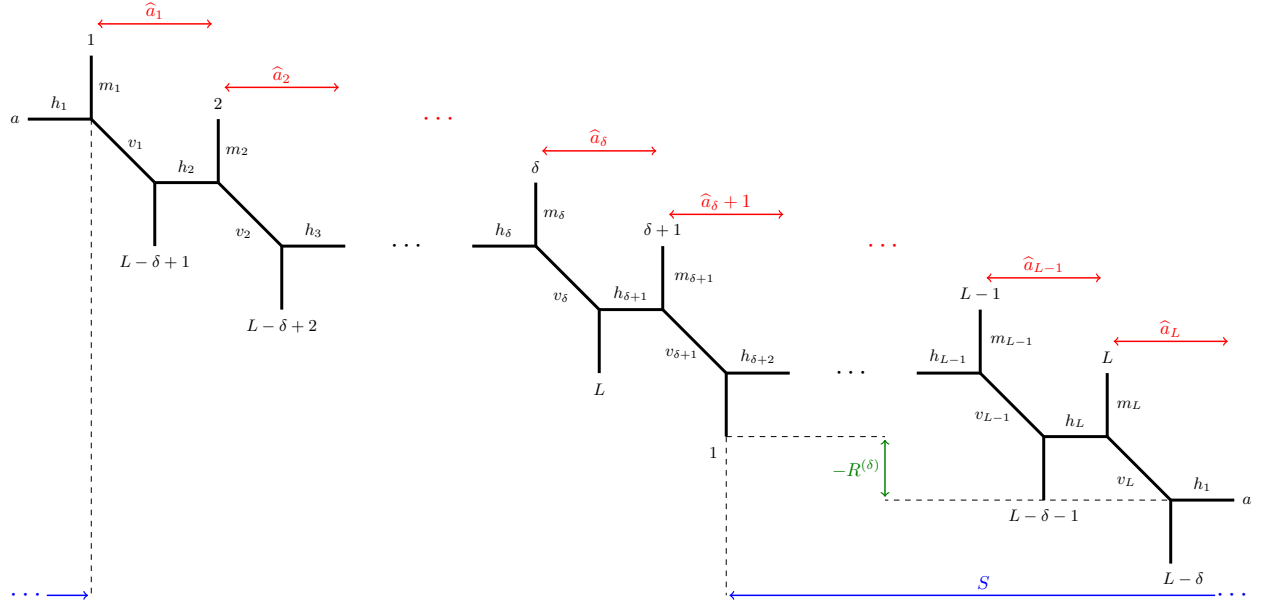 â₁
1
â₂
h₁ m₁
2
a
···
v₁ h₂ m₂
â_δ
δ
â_δ + 1
h_δ m_δ
δ+1
v₂ h₃
···
···
L−δ+1
v_δ h_{δ+1} m_{δ+1}
â_{L−1}
L−1
L−δ+2
h_{L−1} m_{L−1}
â_L
L
v_{δ+1} h_{δ+2}
···
L
v_{L−1} h_L m_L
1
−R^{(δ)}
v_L h₁
a
L−δ−1
L−δ
···
S
···